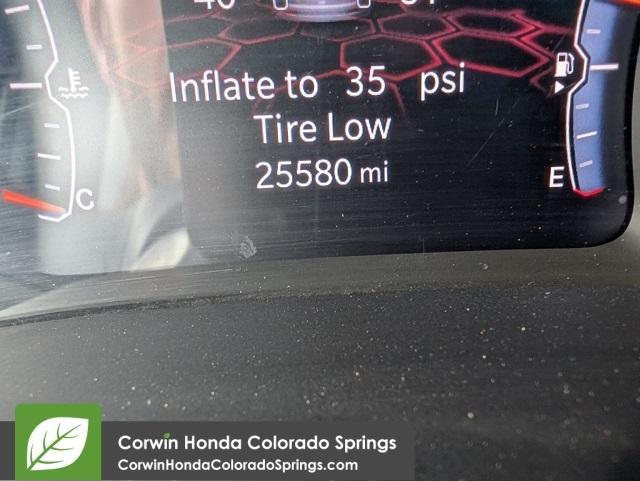 Inflate to 35 psi
Tire Low
25580 mi
C
E
Corwin Honda Colorado Springs
CorwinHondaColoradoSprings.com